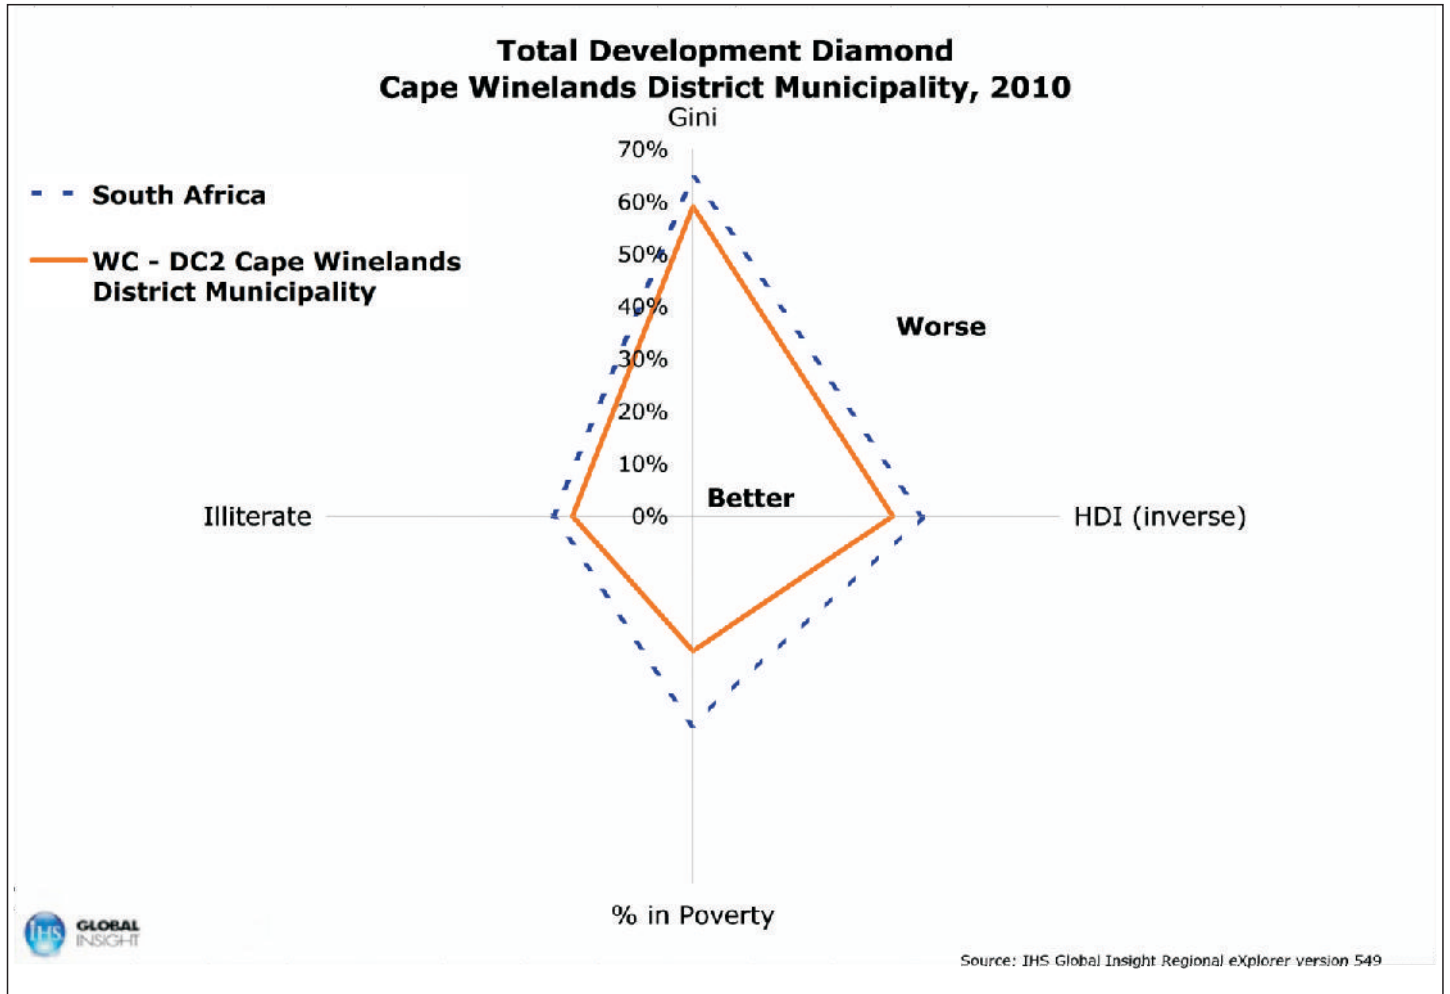 Total Development Diamond
Cape Winelands District Municipality, 2010
Gini
70%
South Africa
60%
50%
WC - DC2 Cape Winelands
District Municipality
40%
Worse
30%
20%
10%
Better
0%
Illiterate
HDI (inverse)
% in Poverty
IHS
GLOBAL
INSIGHT
Source: IHS Global Insight Regional eXplorer version 549